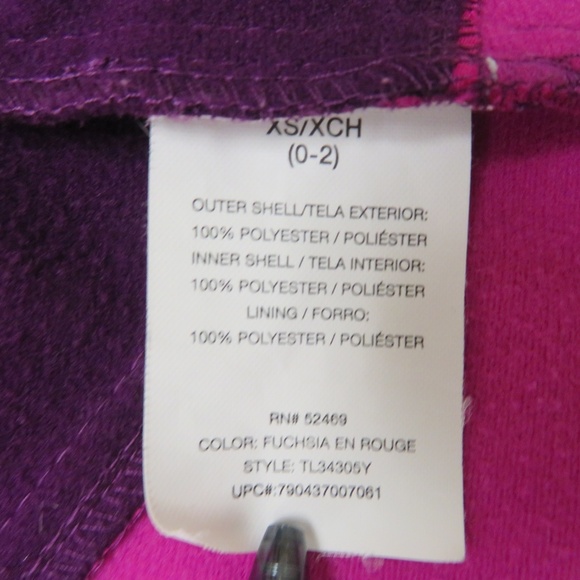 XS/XCH
(0-2)
OUTER SHELL/TELA EXTERIOR:
100% POLYESTER / POLIÉSTER
INNER SHELL / TELA INTERIOR:
100% POLYESTER / POLIÉSTER
LINING / FORRO:
100% POLYESTER / POLIÉSTER
RN# 52469
COLOR: FUCHSIA EN ROUGE
STYLE: TL34305Y
UPC#:790437007061